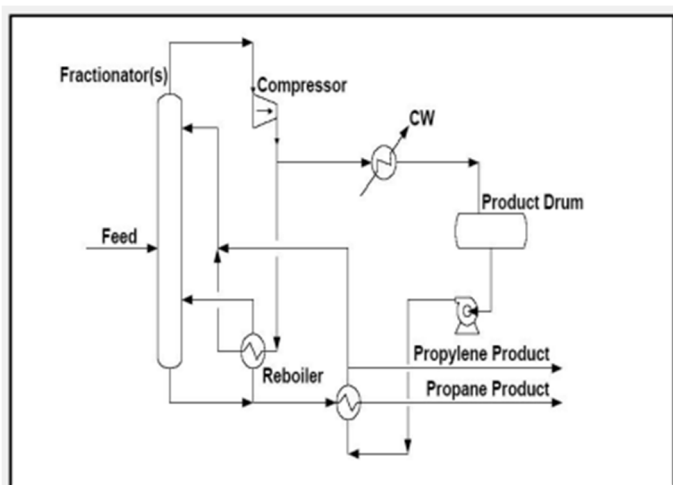 Fractionator(s)
Compressor
CW
Product Drum
Feed
Propylene Product
Reboiler
Propane Product